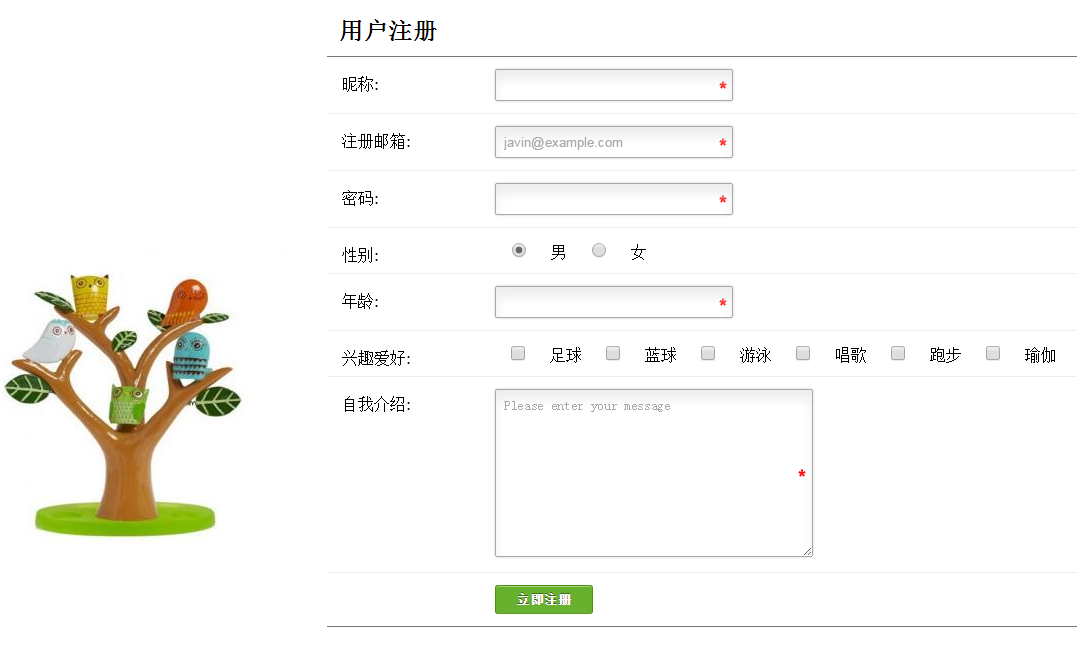 用户注册
昵称: *
注册邮箱: javin@example.com *
密码: *
性别: 男 女
年龄: *
兴趣爱好: 足球 蓝球 游泳 唱歌 跑步 瑜伽
自我介绍: Please enter your message
*
立即注册